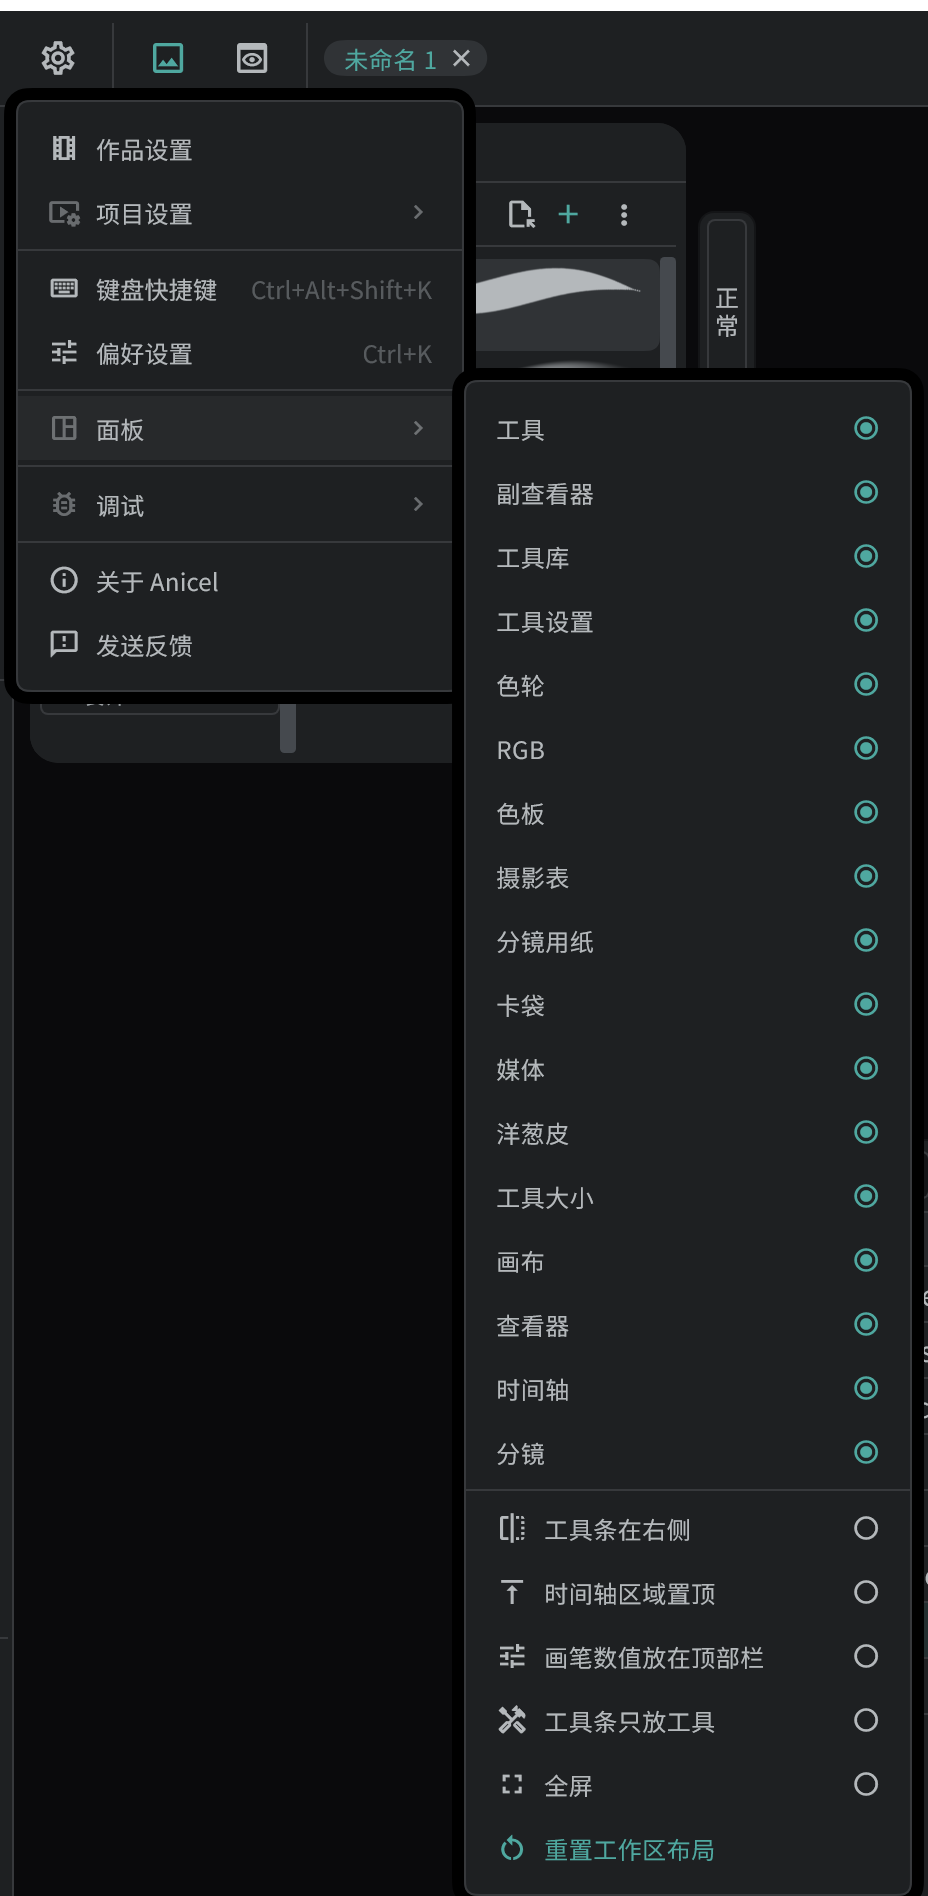 未命名 1
作品设置
项目设置
键盘快捷键 Ctrl+Alt+Shift+K
偏好设置 Ctrl+K
面板
调试
关于 Anicel
发送反馈
正常
工具
副查看器
工具库
工具设置
色轮
RGB
色板
摄影表
分镜用纸
卡袋
媒体
洋葱皮
工具大小
画布
查看器
时间轴
分镜
工具条在右侧
时间轴区域置顶
画笔数值放在顶部栏
工具条只放工具
全屏
重置工作区布局